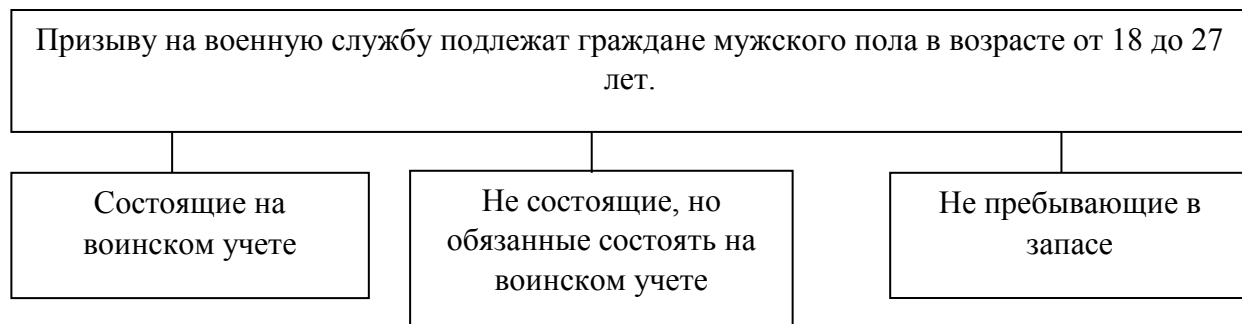 Призыву на военную службу подлежат граждане мужского пола в возрасте от 18 до 27
лет.
Состоящие на
воинском учете
Не состоящие, но
обязанные состоять на
воинском учете
Не пребывающие в
запасе